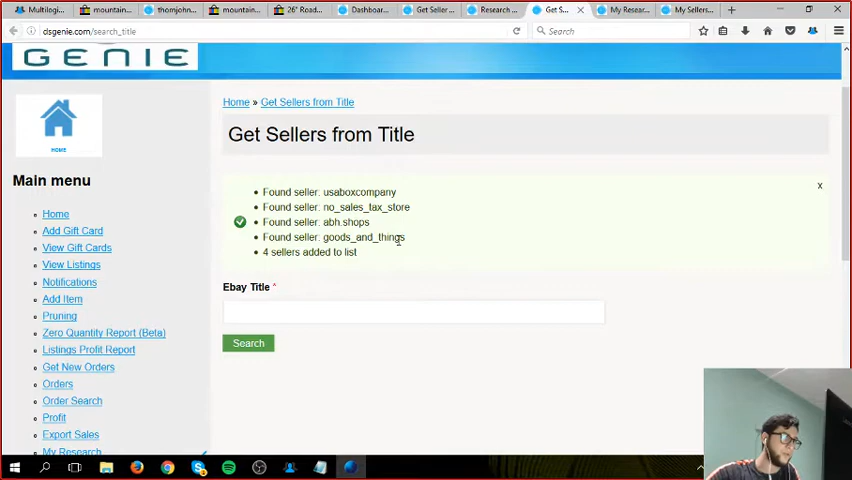 Multilogi
mountain...
thomjohn...
mountain...
26" Road...
Dashboar...
Get Seller ...
Research ...
Get S...
My Resear...
My Sellers...
dsgenie.com/search_title
Search
GENIE
HOME
Main menu
Home
Add Gift Card
View Gift Cards
View Listings
Notifications
Add Item
Pruning
Zero Quantity Report (Beta)
Listings Profit Report
Get New Orders
Orders
Order Search
Profit
Export Sales
My Research
Home » Get Sellers from Title
Get Sellers from Title
x
Found seller: usaboxcompany
Found seller: no_sales_tax_store
Found seller: abh.shops
Found seller: goods_and_things
4 sellers added to list
Ebay Title *
Search